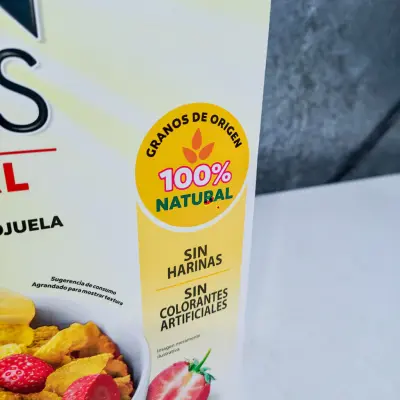 S
L
OJUELA
GRANOS DE ORIGEN
100%
NATURAL
SIN
HARINAS
SIN
COLORANTES
ARTIFICIALES
Sugerencia de consumo
Agrandado para mostrar textura
Imagen meramente
ilustrativa